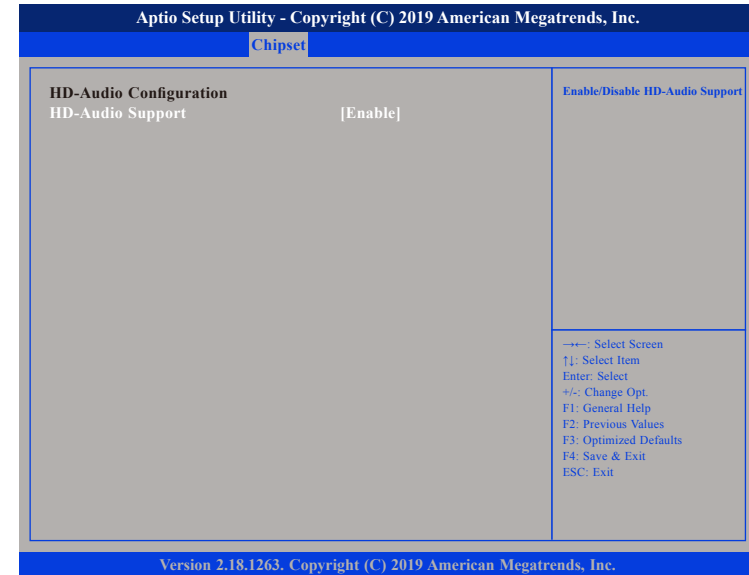 Aptio Setup Utility - Copyright (C) 2019 American Megatrends, Inc.
Chipset
HD-Audio Configuration
HD-Audio Support [Enable]
Enable/Disable HD-Audio Support
→←: Select Screen
↑↓: Select Item
Enter: Select
+/-: Change Opt.
F1: General Help
F2: Previous Values
F3: Optimized Defaults
F4: Save & Exit
ESC: Exit
Version 2.18.1263. Copyright (C) 2019 American Megatrends, Inc.